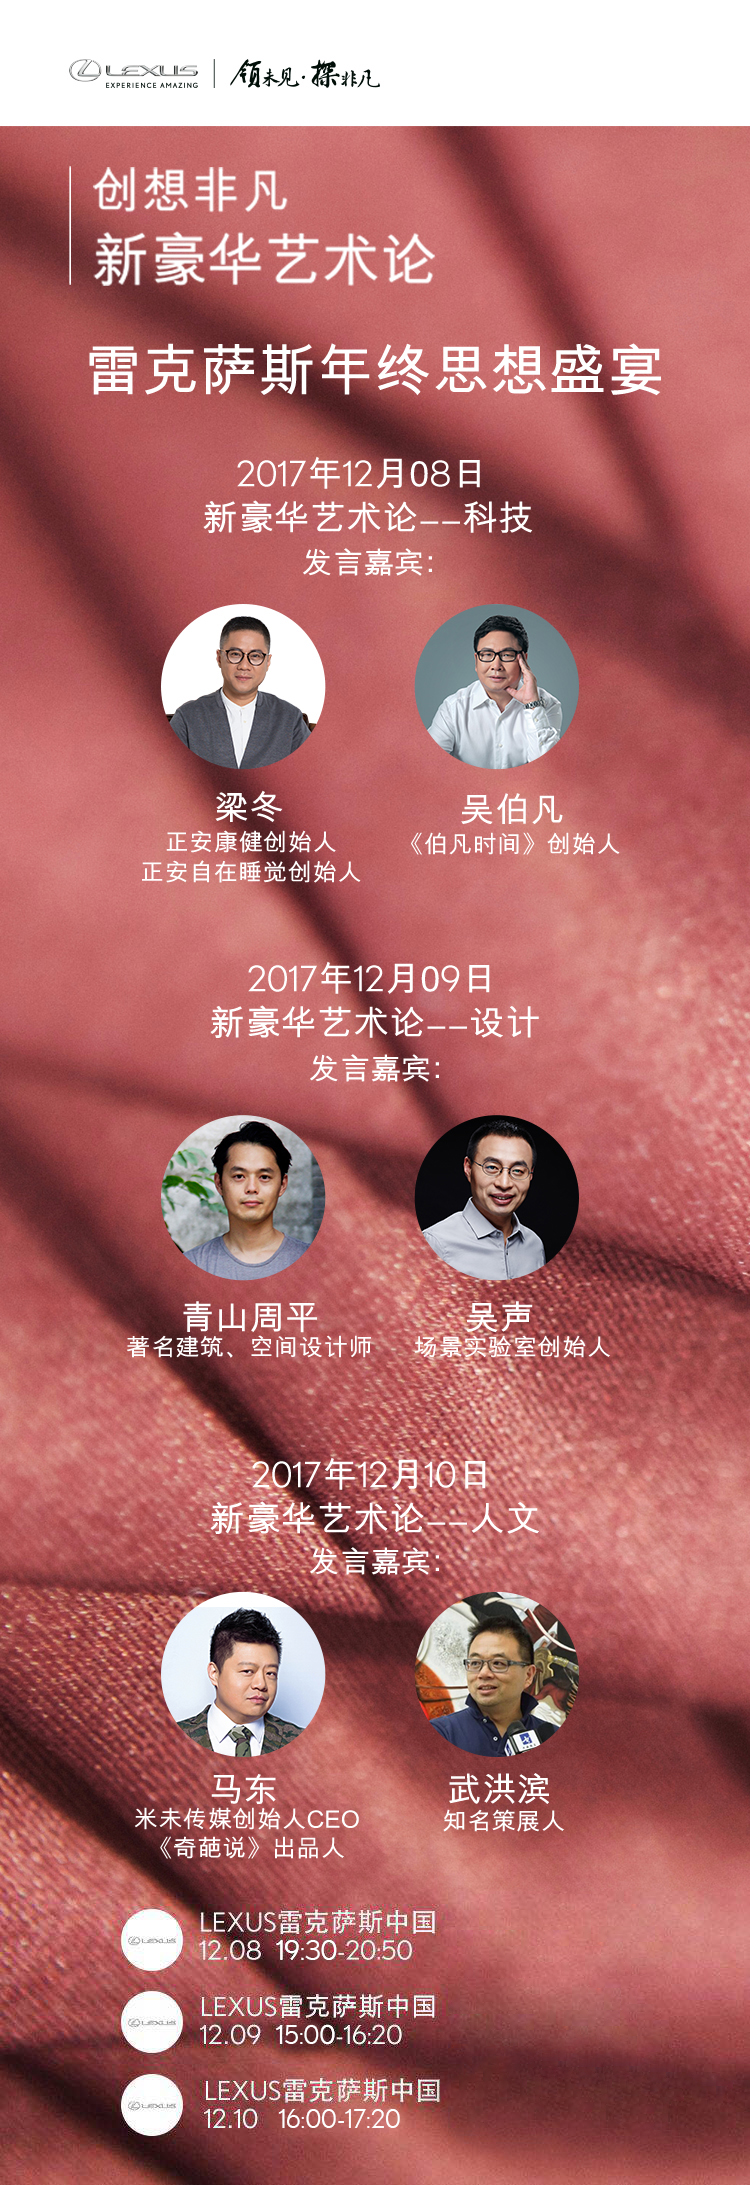 LEXUS
EXPERIENCE AMAZING
领未见·探非凡
创想非凡
新豪华艺术论
雷克萨斯年终思想盛宴
2017年12月08日
新豪华艺术论--科技
发言嘉宾:
梁冬
正安康健创始人
正安自在睡觉创始人
吴伯凡
《伯凡时间》创始人
2017年12月09日
新豪华艺术论--设计
发言嘉宾:
青山周平
著名建筑、空间设计师
吴声
场景实验室创始人
2017年12月10日
新豪华艺术论--人文
发言嘉宾:
马东
米未传媒创始人CEO
《奇葩说》出品人
武洪滨
知名策展人
LEXUS
LEXUS雷克萨斯中国
12.08 19:30-20:50
LEXUS
LEXUS雷克萨斯中国
12.09 15:00-16:20
LEXUS
LEXUS雷克萨斯中国
12.10 16:00-17:20